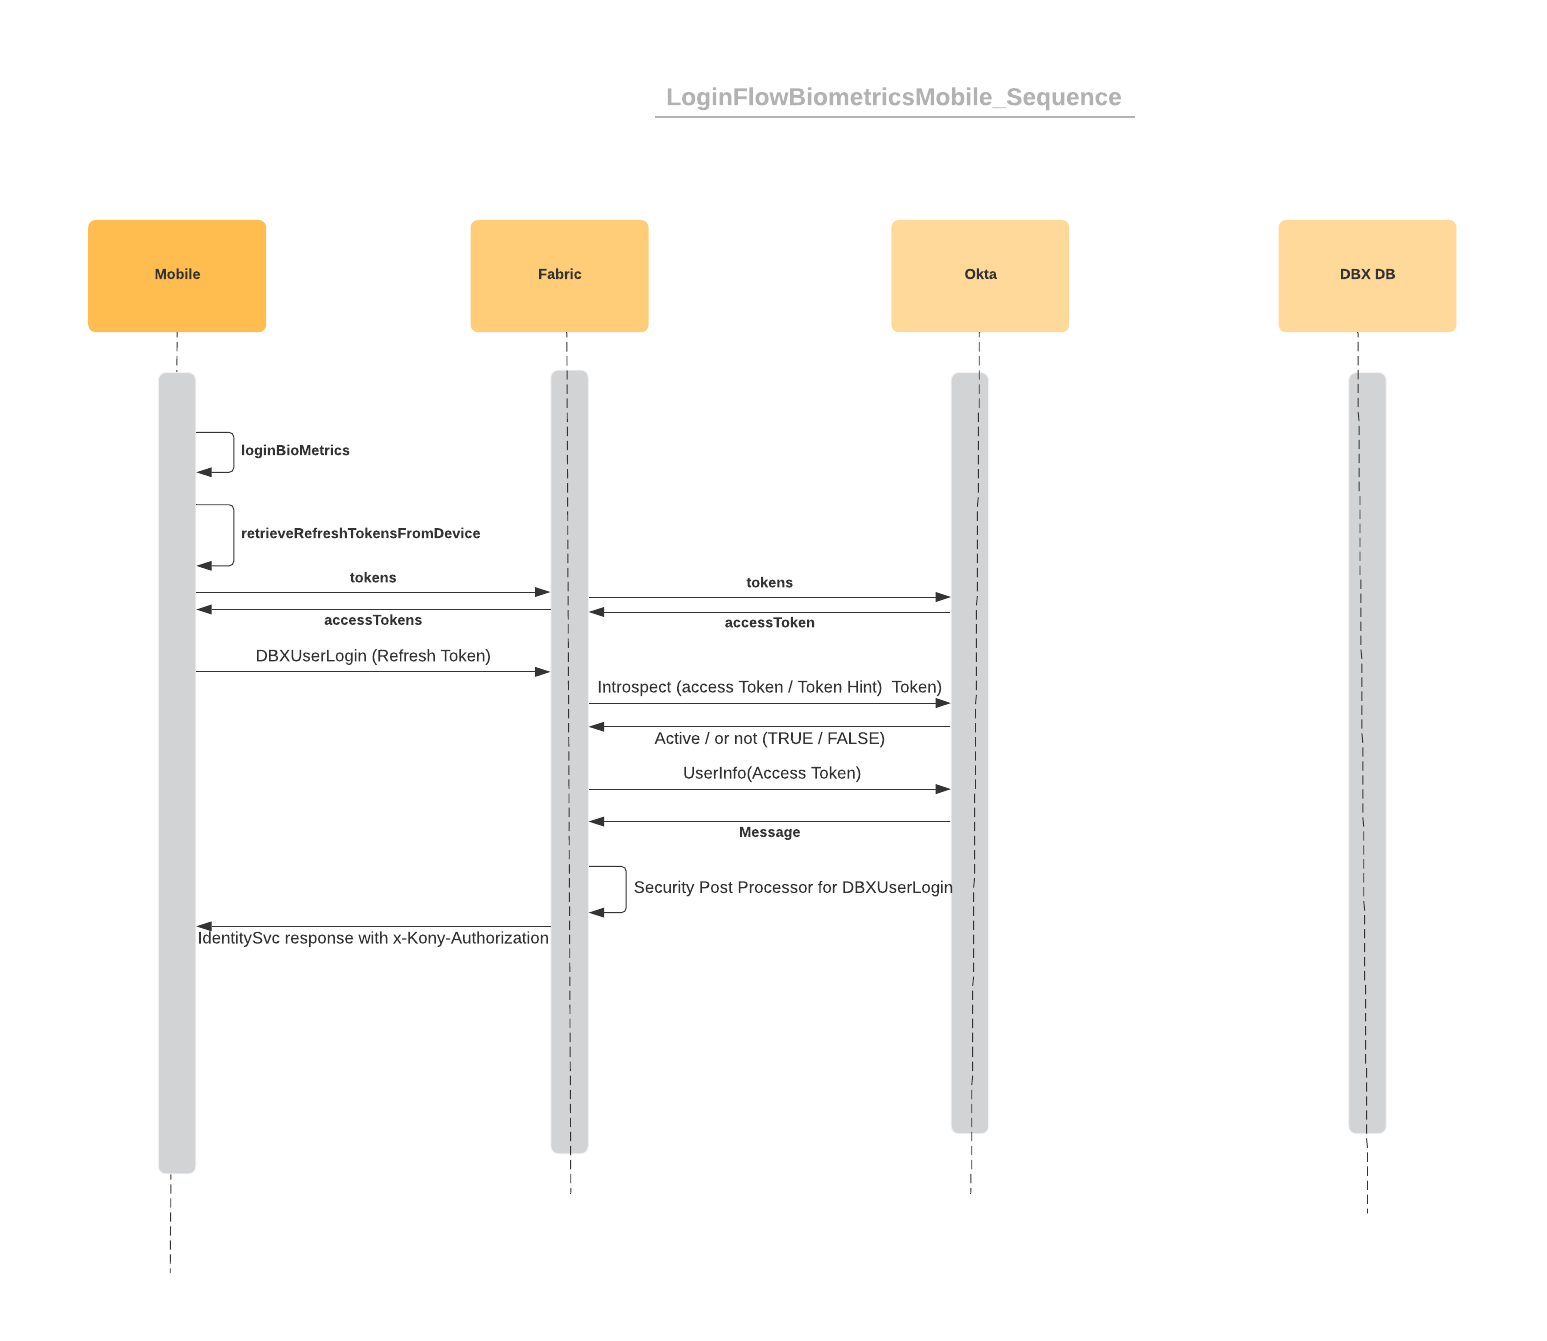 LoginFlowBiometricsMobile_Sequence
Mobile
Fabric
Okta
DBX DB
loginBioMetrics
retrieveRefreshTokensFromDevice
tokens
tokens
accessTokens
accessToken
DBXUserLogin (Refresh Token)
Introspect (access Token / Token Hint)  Token)
Active / or not (TRUE / FALSE)
UserInfo(Access Token)
Message
Security Post Processor for DBXUserLogin
IdentitySvc response with x-Kony-Authorization